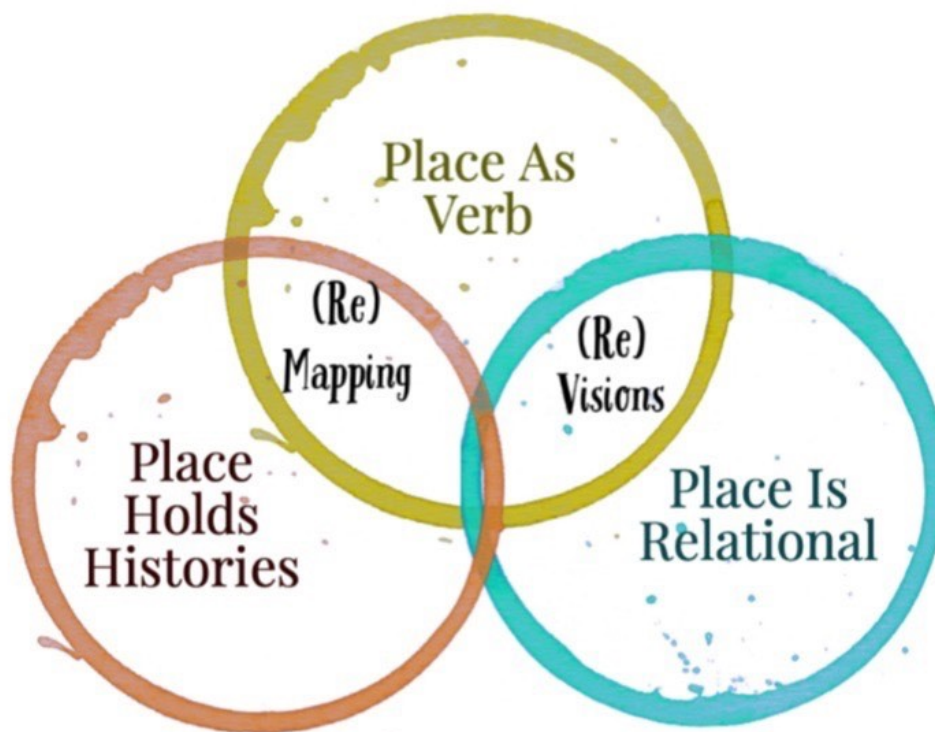 Place As
Verb
(Re)
Mapping
(Re)
Visions
Place
Holds
Histories
Place Is
Relational